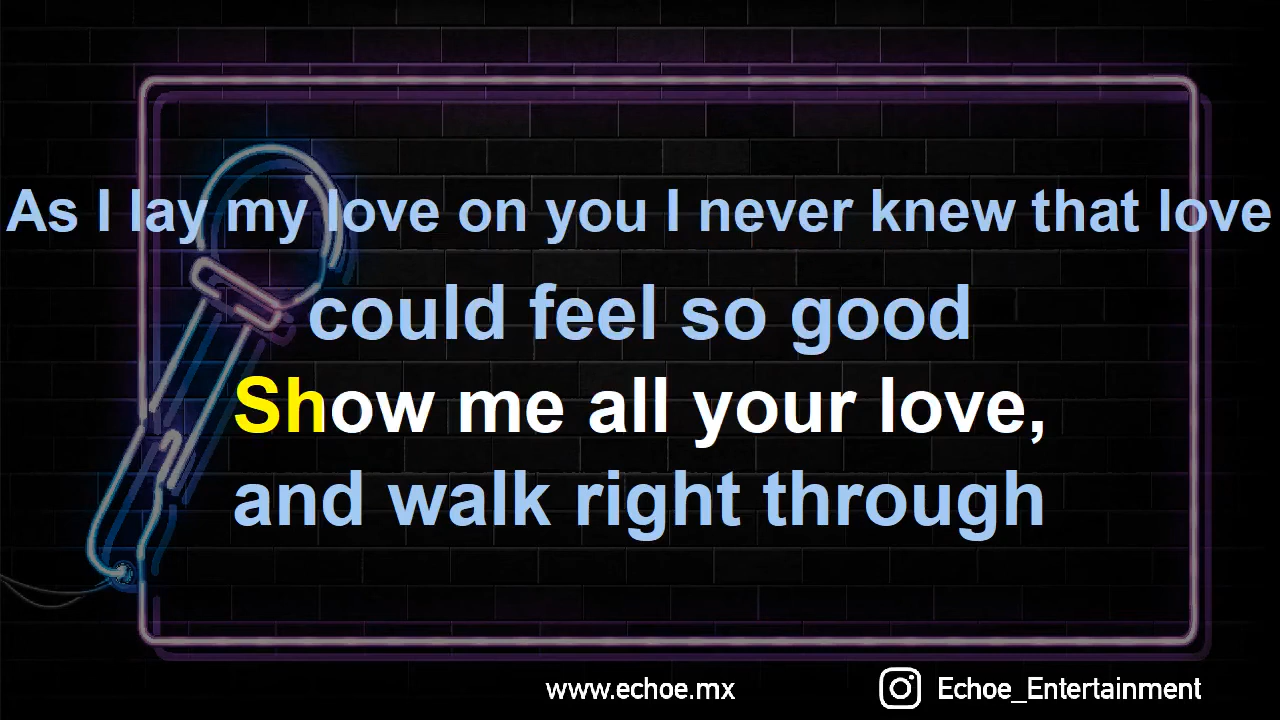 As I lay my love on you I never knew that love
could feel so good
Show me all your love,
and walk right through
www.echoe.mx
Echoe_Entertainment